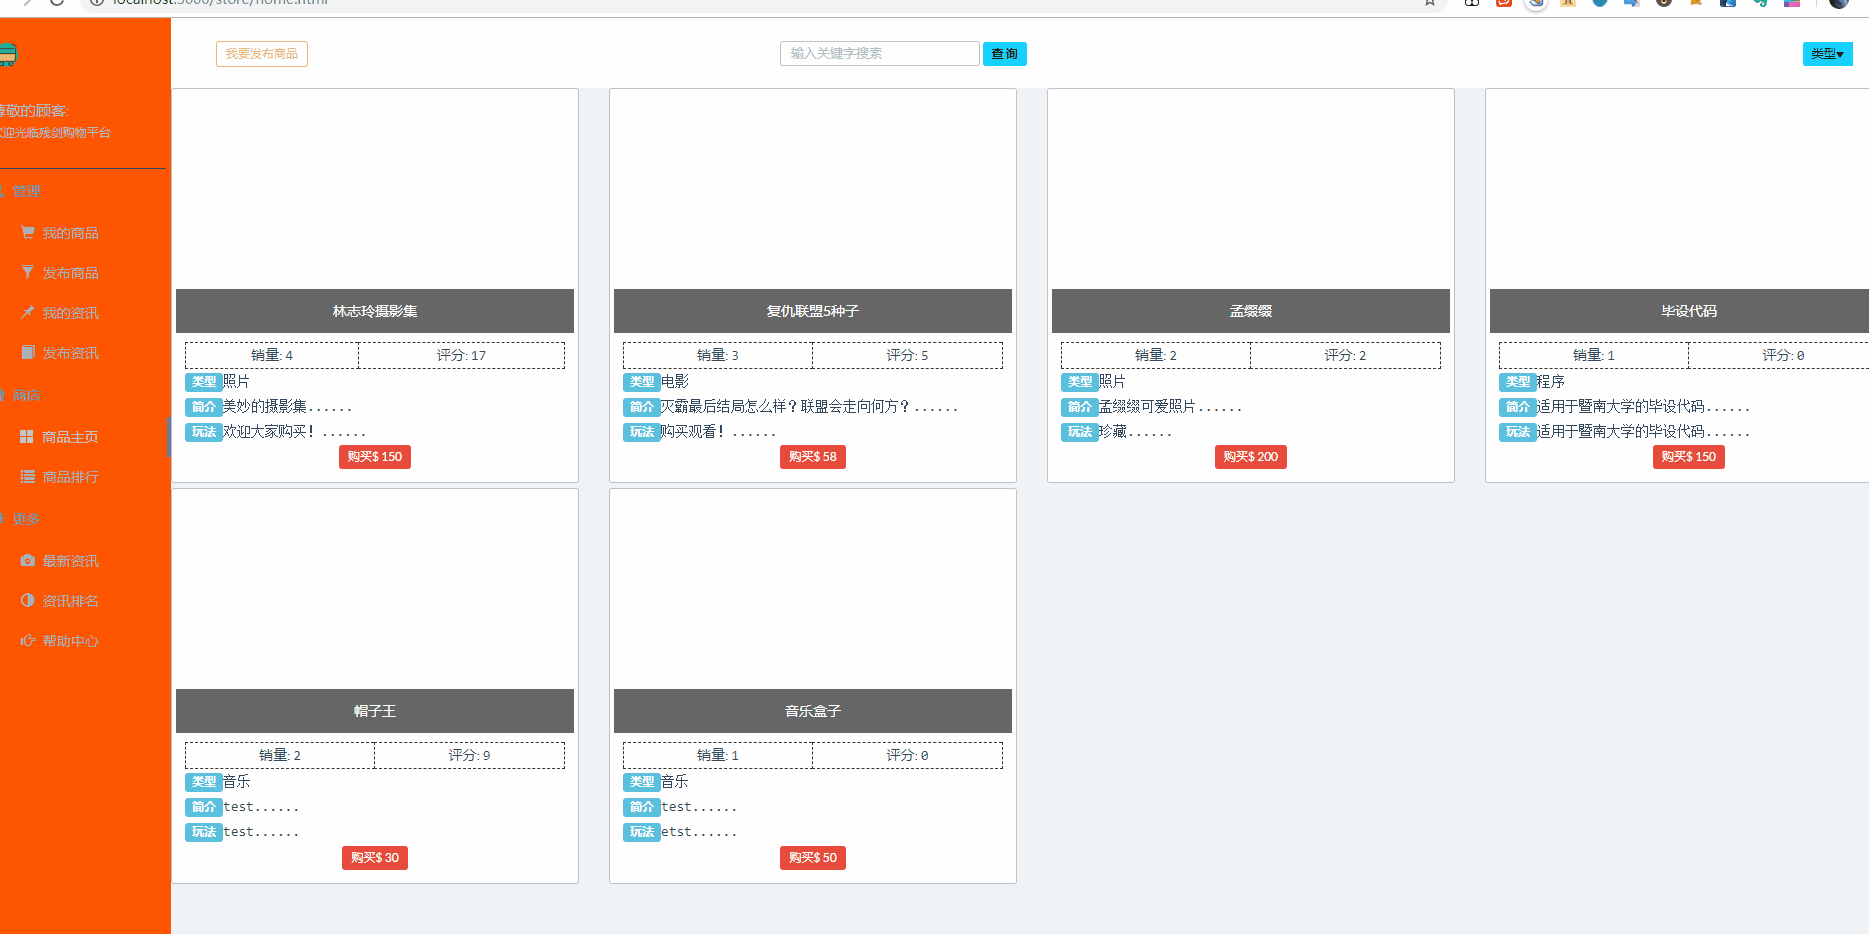 localhost:5000/store/home.html
我要发布商品
输入关键字搜索
查询
类型
尊敬的顾客:
欢迎光临残剑购物平台
管理
我的商品
发布商品
我的资讯
发布资讯
商店
商品主页
商品排行
更多
最新资讯
资讯排名
帮助中心
林志玲摄影集
销量: 4 评分: 17
类型 照片
简介 美妙的摄影集......
玩法 欢迎大家购买！......
购买$ 150
复仇联盟5种子
销量: 3 评分: 5
类型 电影
简介 灭霸最后结局怎么样？联盟会走向何方？......
玩法 购买观看！......
购买$ 58
孟缀缀
销量: 2 评分: 2
类型 照片
简介 孟缀缀可爱照片......
玩法 珍藏......
购买$ 200
毕设代码
销量: 1 评分: 0
类型 程序
简介 适用于暨南大学的毕设代码......
玩法 适用于暨南大学的毕设代码......
购买$ 150
帽子王
销量: 2 评分: 9
类型 音乐
简介 test......
玩法 test......
购买$ 30
音乐盒子
销量: 1 评分: 0
类型 音乐
简介 test......
玩法 etst......
购买$ 50